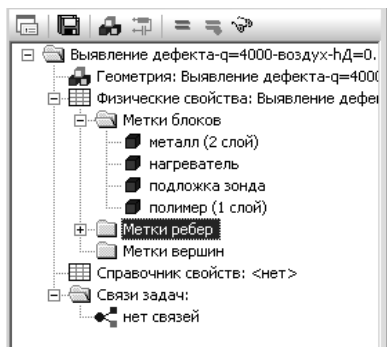 Выявление дефекта-q=4000-воздух-hД=0.
Геометрия: Выявление дефекта-q=400
Физические свойства: Выявление дефе
Метки блоков
металл (2 слой)
нагреватель
подложка зонда
полимер (1 слой)
Метки ребер
Метки вершин
Справочник свойств: <нет>
Связи задач:
нет связей